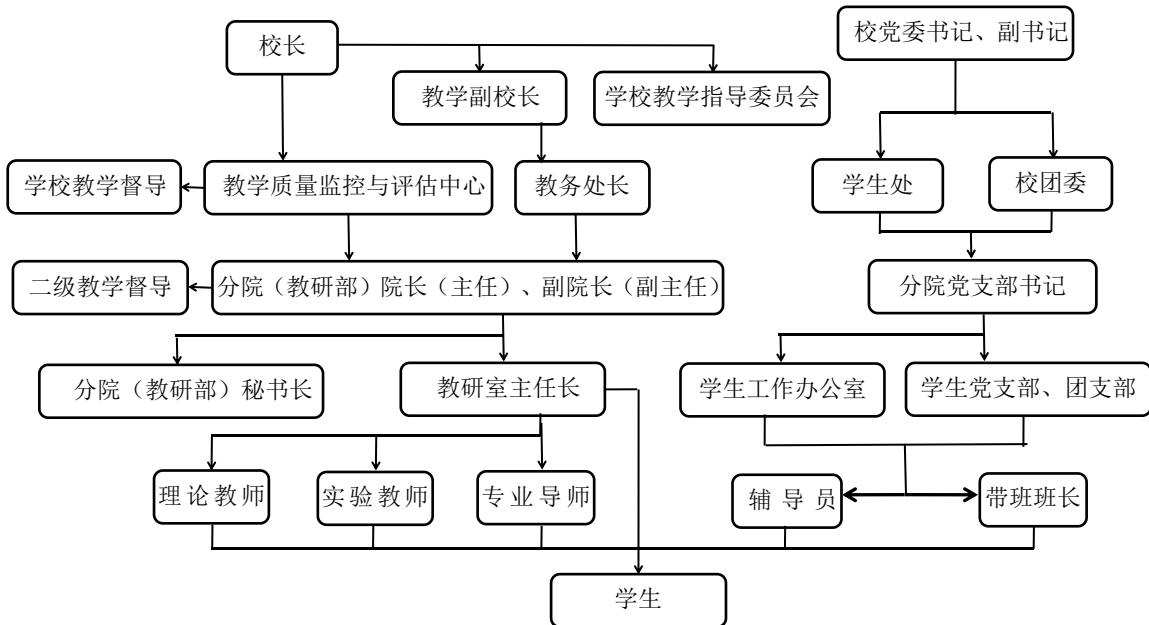 校长
校党委书记、副书记
教学副校长
学校教学指导委员会
学校教学督导
教学质量监控与评估中心
教务处长
学生处
校团委
二级教学督导
分院（教研部）院长（主任）、副院长（副主任）
分院党支部书记
分院（教研部）秘书长
教研室主任长
学生工作办公室
学生党支部、团支部
理论教师
实验教师
专业导师
辅导员
带班班长
学生